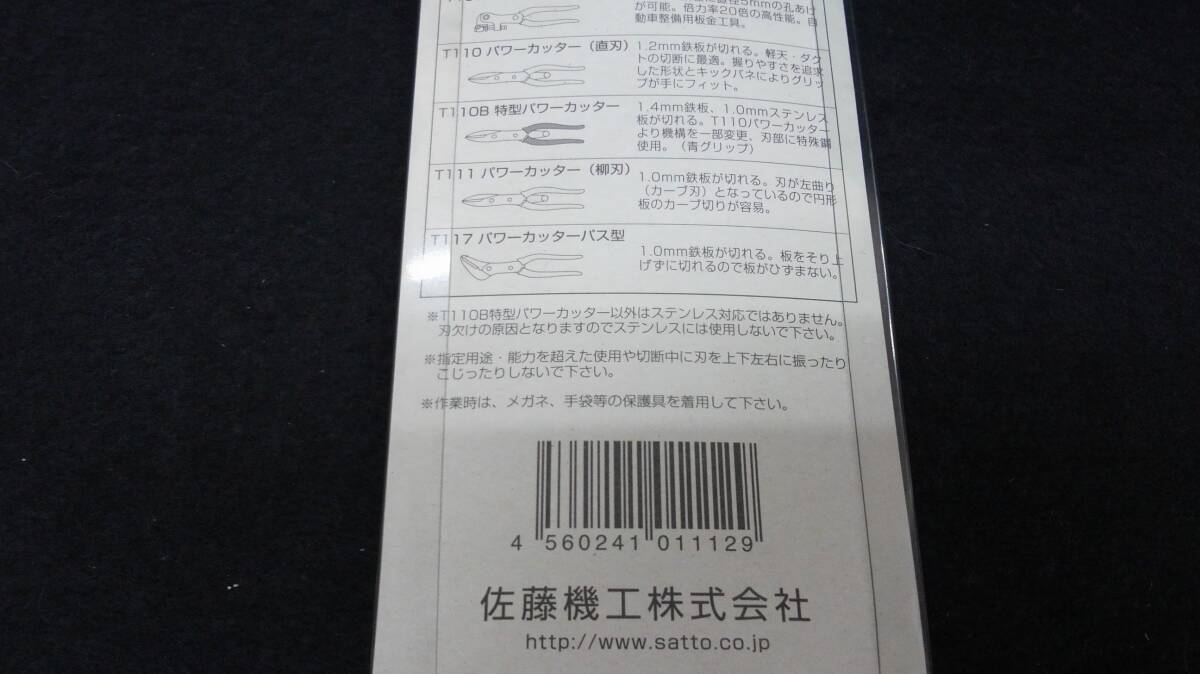 直径5mmの孔あけ
が可能。倍力率20倍の高性能。自
動車整備用板金工具。
T110 パワーカッター（直刃）
1.2mm鉄板が切れる。軽天・ダク
トの切断に最適。握りやすさを追求
した形状とキックバネによりグリッ
プが手にフィット。
T110B 特型パワーカッター
1.4mm鉄板、1.0mmステンレス
板が切れる。T110パワーカッター
より機構を一部変更、刃部に特殊鋼
使用。（青グリップ）
T111 パワーカッター（柳刃）
1.0mm鉄板が切れる。刃が左曲り
（カーブ刃）となっているので円形
板のカーブ切りが容易。
T117 パワーカッターバス型
1.0mm鉄板が切れる。板をそり上
げずに切れるので板がひずまない。
※T110B特型パワーカッター以外はステンレス対応ではありません。
刃欠けの原因となりますのでステンレスには使用しないで下さい。
※指定用途・能力を超えた使用や切断中に刃を上下左右に振ったり
こじったりしないで下さい。
※作業時は、メガネ、手袋等の保護具を着用して下さい。
4 560241 011129
佐藤機工株式会社
http://www.satto.co.jp